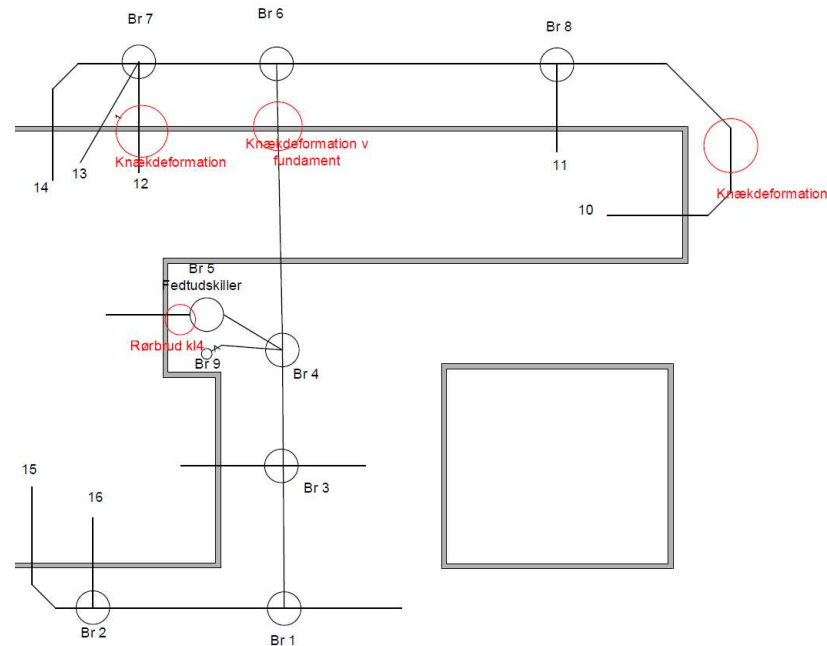 Br 7
Br 6
Br 8
Knækdeformation
Knækdeformation v
fundament
13
14
12
11
Knækdeformation
10
Br 5
Fedtudskiller
Rørbrud kl4
Br 9
Br 4
15
16
Br 3
Br 2
Br 1